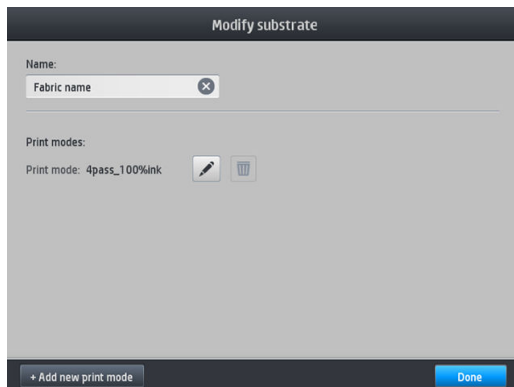 Modify substrate
Name:
Fabric name
Print modes:
Print mode: 4pass_100%ink
+ Add new print mode
Done